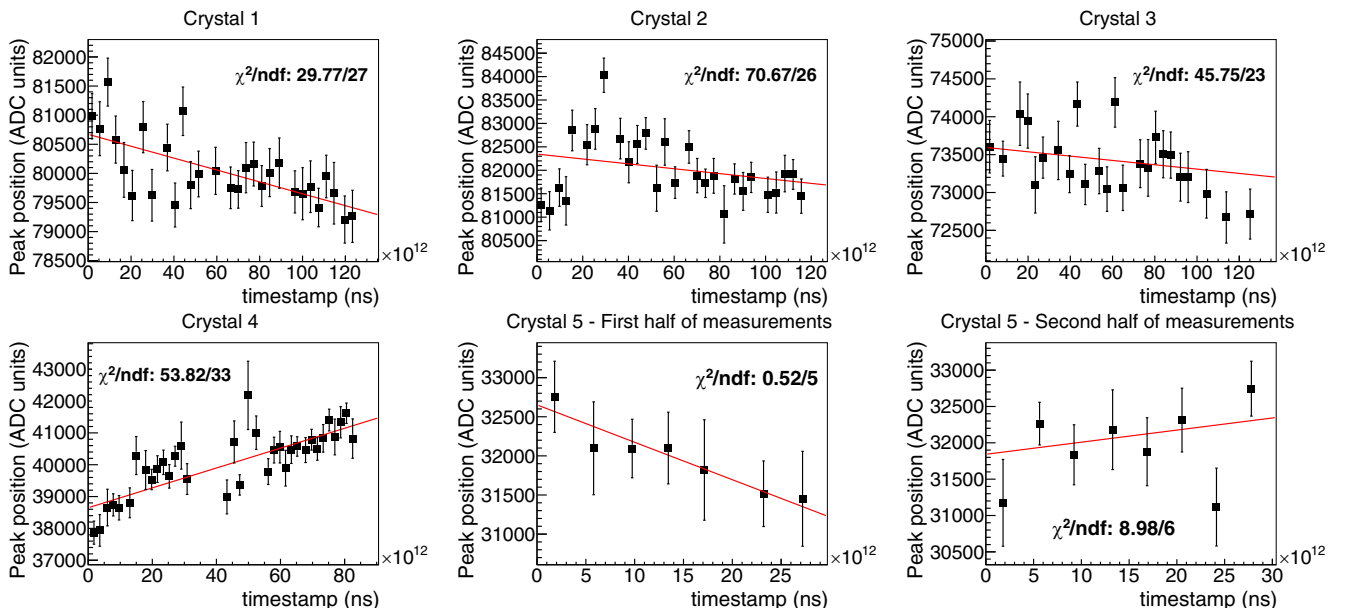 Crystal 1
Peak position (ADC units)
82000
81500
81000
80500
80000
79500
79000
78500
χ²/ndf: 29.77/27
0 20 40 60 80 100 120
×10¹²
timestamp (ns)
Crystal 2
Peak position (ADC units)
84500
84000
83500
83000
82500
82000
81500
81000
80500
χ²/ndf: 70.67/26
0 20 40 60 80 100 120
×10¹²
timestamp (ns)
Crystal 3
Peak position (ADC units)
75000
74500
74000
73500
73000
72500
χ²/ndf: 45.75/23
0 20 40 60 80 100 120
×10¹²
timestamp (ns)
Crystal 4
Peak position (ADC units)
43000
42000
41000
40000
39000
38000
37000
χ²/ndf: 53.82/33
0 20 40 60 80
×10¹²
timestamp (ns)
Crystal 5 - First half of measurements
Peak position (ADC units)
33000
32500
32000
31500
31000
χ²/ndf: 0.52/5
0 5 10 15 20 25
×10¹²
timestamp (ns)
Crystal 5 - Second half of measurements
Peak position (ADC units)
33000
32500
32000
31500
31000
30500
χ²/ndf: 8.98/6
0 5 10 15 20 25 30
×10¹²
timestamp (ns)